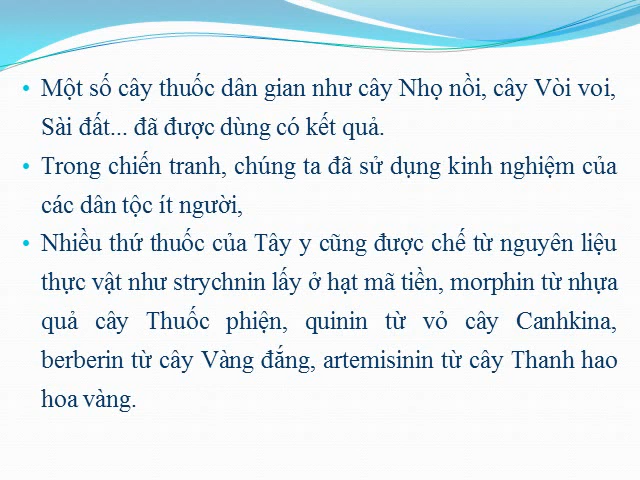 • Một số cây thuốc dân gian như cây Nhọ nồi, cây Vòi voi,
Sài đất... đã được dùng có kết quả.
• Trong chiến tranh, chúng ta đã sử dụng kinh nghiệm của
các dân tộc ít người,
• Nhiều thứ thuốc của Tây y cũng được chế từ nguyên liệu
thực vật như strychnin lấy ở hạt mã tiền, morphin từ nhựa
quả cây Thuốc phiện, quinin từ vỏ cây Canhkina,
berberin từ cây Vàng đắng, artemisinin từ cây Thanh hao
hoa vàng.